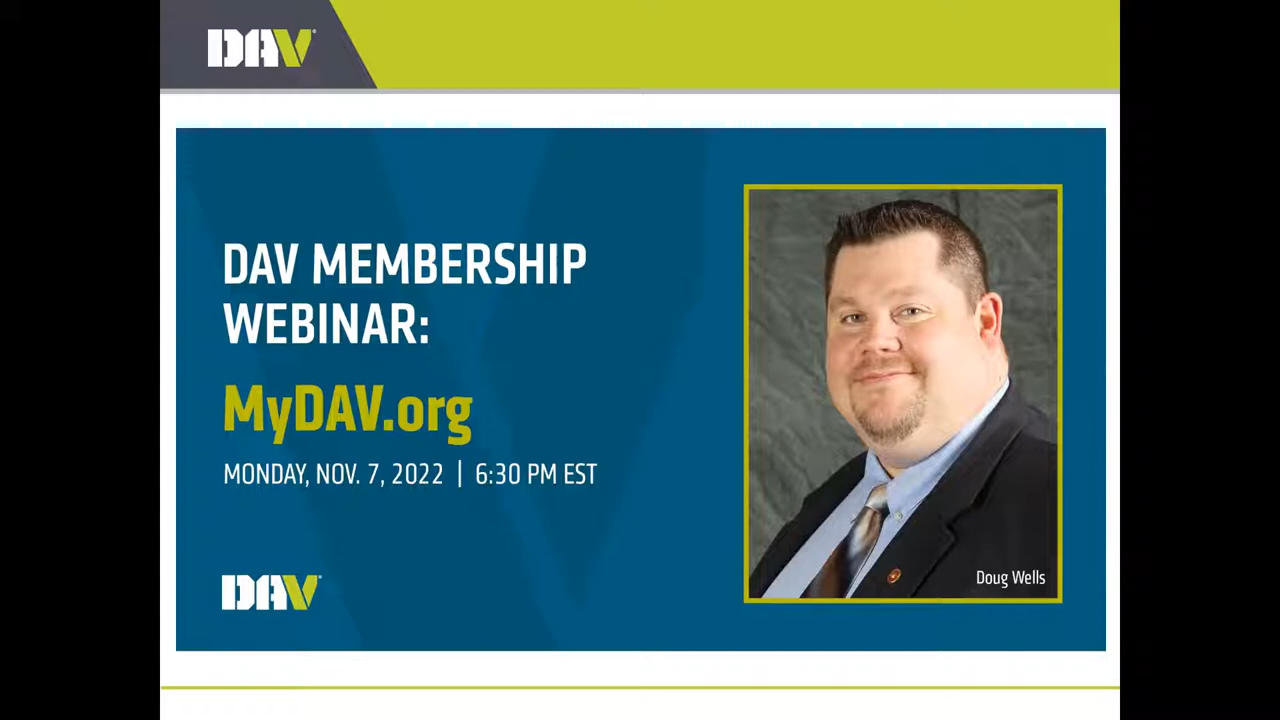 DAV
DAV MEMBERSHIP
WEBINAR:
MyDAV.org
MONDAY, NOV. 7, 2022 | 6:30 PM EST
DAV
Doug Wells